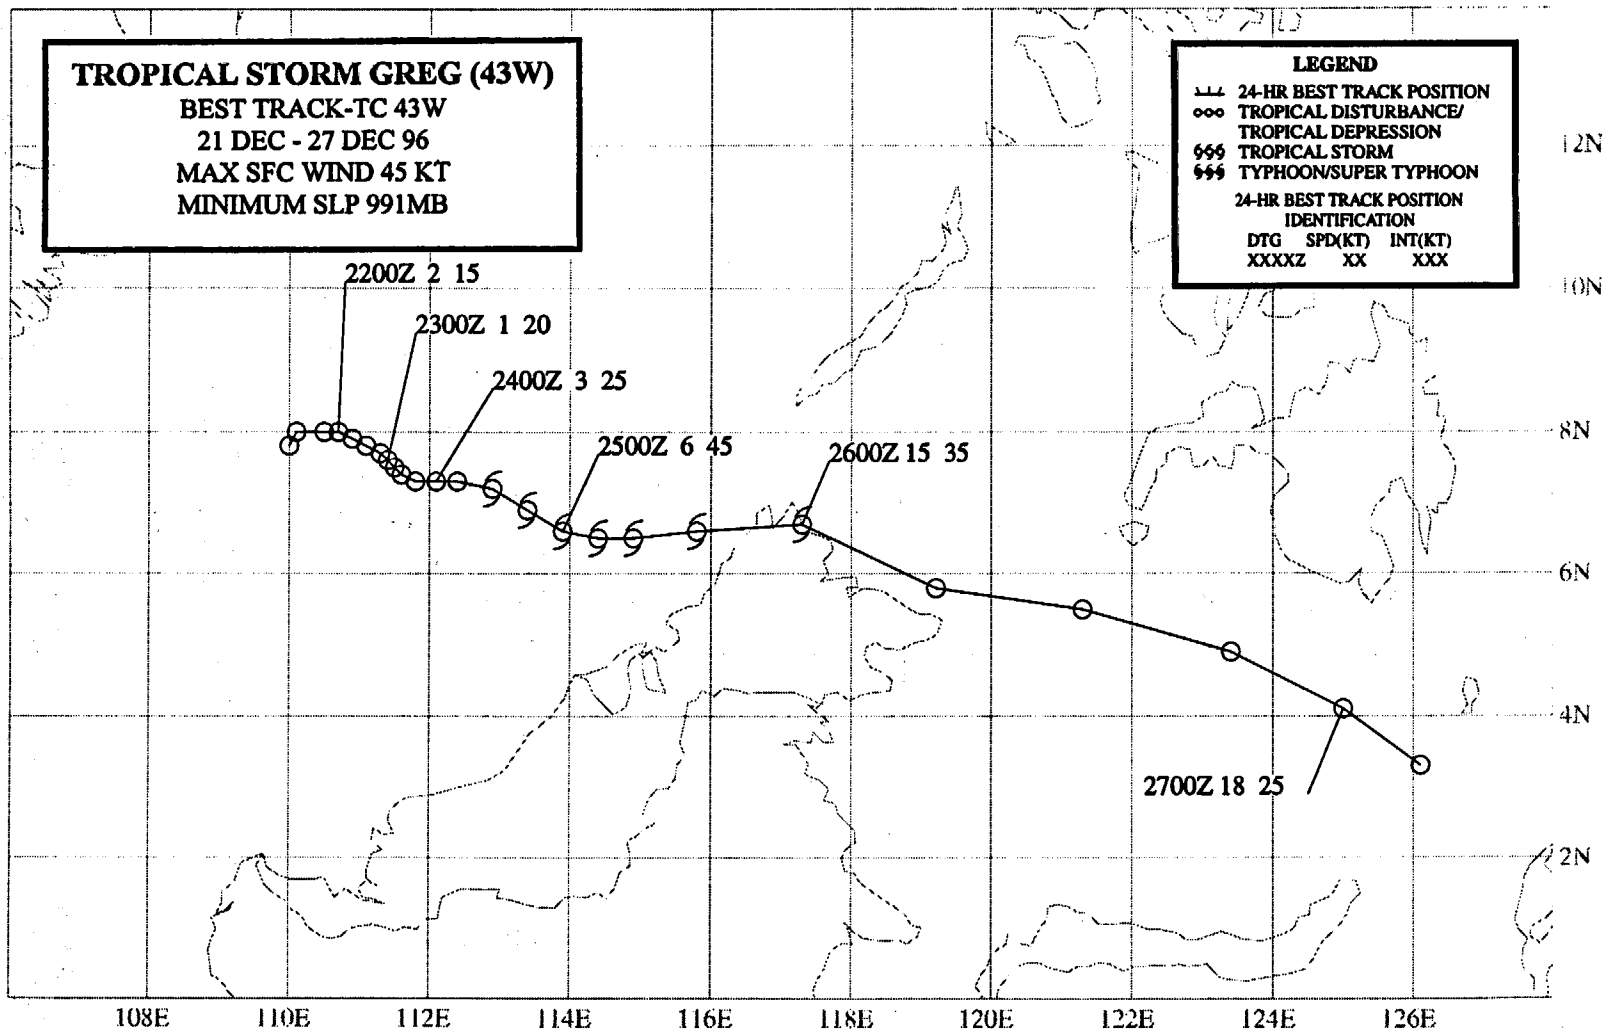 TROPICAL STORM GREG (43W)
BEST TRACK-TC 43W
21 DEC - 27 DEC 96
MAX SFC WIND 45 KT
MINIMUM SLP 991MB
LEGEND
24-HR BEST TRACK POSITION
TROPICAL DISTURBANCE/
TROPICAL DEPRESSION
TROPICAL STORM
TYPHOON/SUPER TYPHOON
24-HR BEST TRACK POSITION
IDENTIFICATION
DTG SPD(KT) INT(KT)
XXXXZ XX XXX
12N
10N
8N
6N
4N
2N
2200Z 2 15
2300Z 1 20
2400Z 3 25
2500Z 6 45
2600Z 15 35
2700Z 18 25
108E 110E 112E 114E 116E 118E 120E 122E 124E 126E